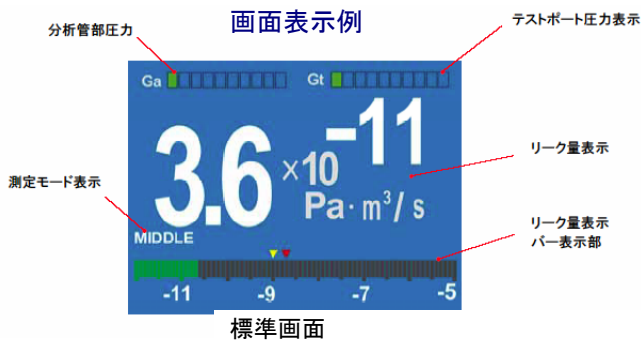 画面表示例
分析管部圧力
テストポート圧力表示
Ga
Gt
3.6 ×10 -11
Pa・m³/s
リーク量表示
測定モード表示
MIDDLE
リーク量表示
バー表示部
-11 -9 -7 -5
標準画面